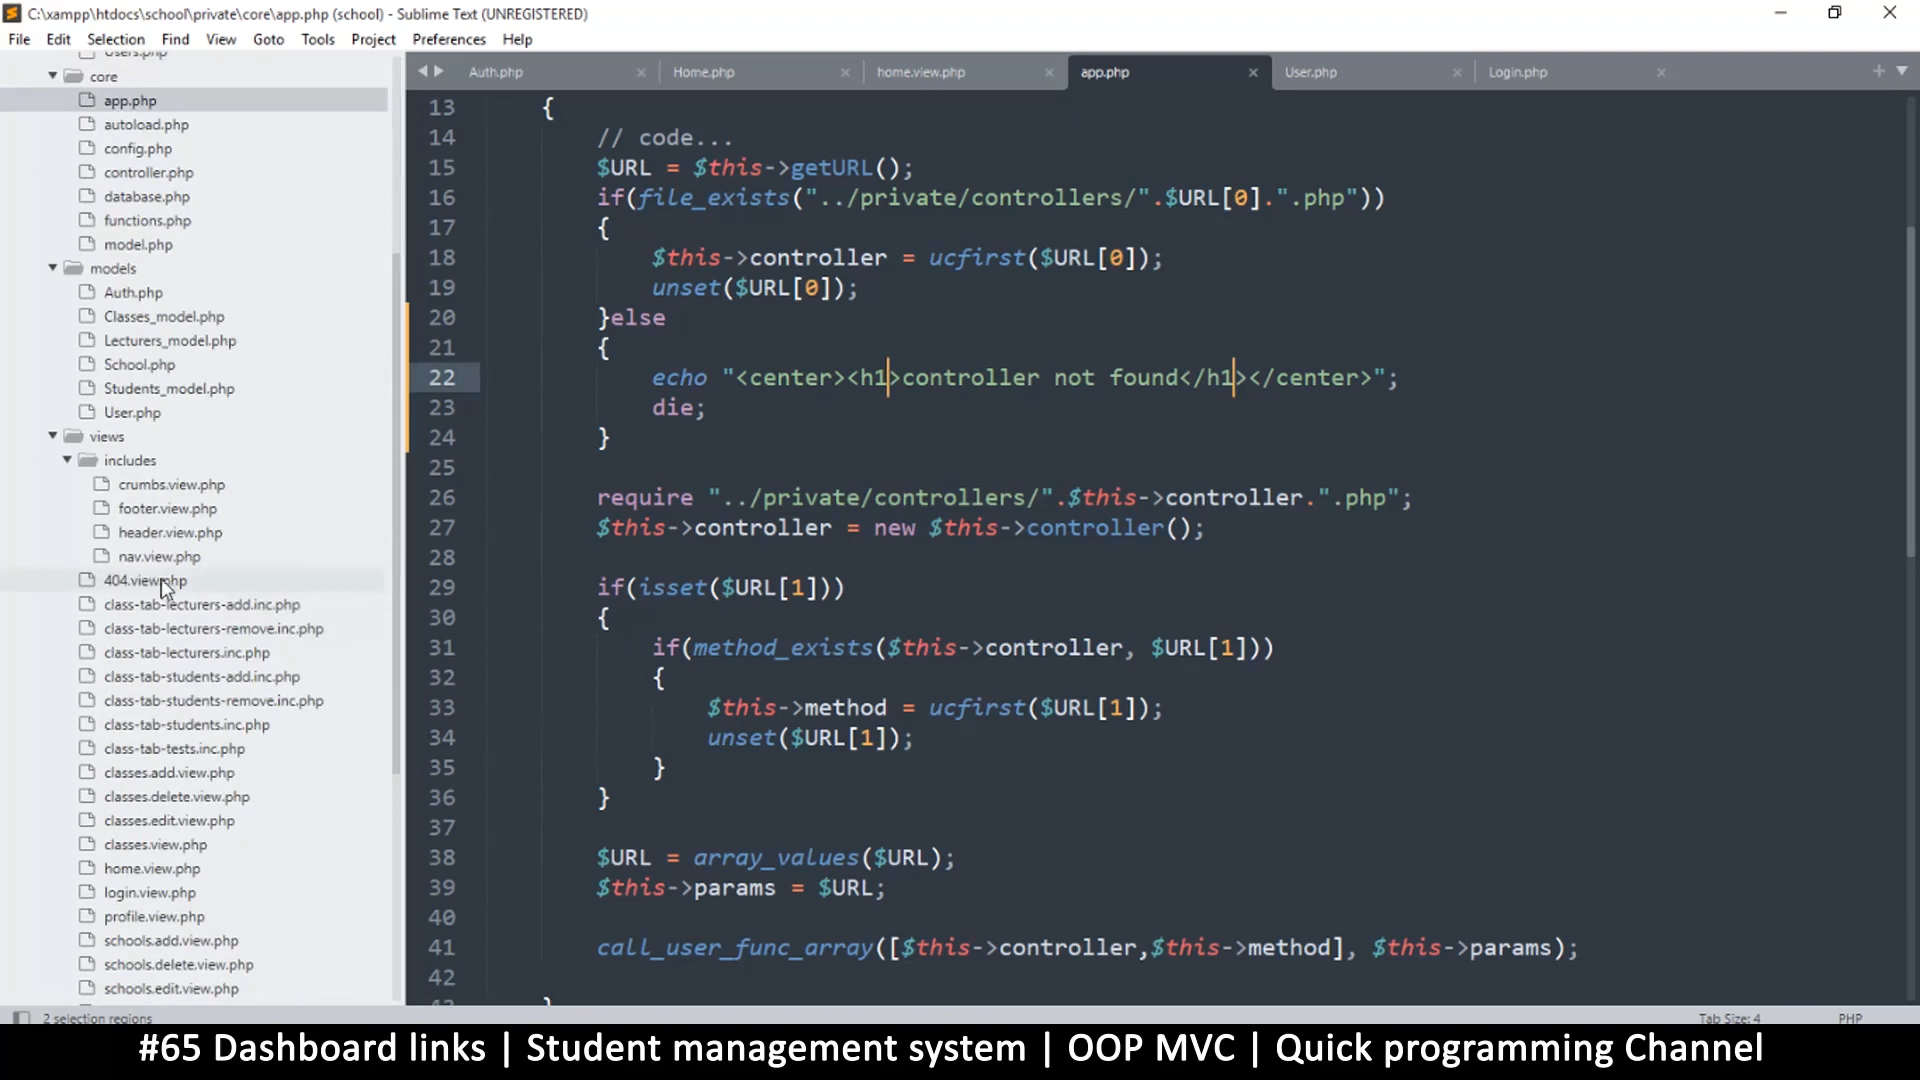 C:\xampp\htdocs\school\private\core\app.php (school) - Sublime Text (UNREGISTERED)
File Edit Selection Find View Goto Tools Project Preferences Help
Users.php
core
app.php
autoload.php
config.php
controller.php
database.php
functions.php
model.php
models
Auth.php
Classes_model.php
Lecturers_model.php
School.php
Students_model.php
User.php
views
includes
crumbs.view.php
footer.view.php
header.view.php
nav.view.php
404.view.php
class-tab-lecturers-add.inc.php
class-tab-lecturers-remove.inc.php
class-tab-lecturers.inc.php
class-tab-students-add.inc.php
class-tab-students-remove.inc.php
class-tab-students.inc.php
class-tab-tests.inc.php
classes.add.view.php
classes.delete.view.php
classes.edit.view.php
classes.view.php
home.view.php
login.view.php
profile.view.php
schools.add.view.php
schools.delete.view.php
schools.edit.view.php
Auth.php Home.php home.view.php app.php User.php Login.php
13 {
14 // code...
15 $URL = $this->getURL();
16 if(file_exists("../private/controllers/".$URL[0].".php"))
17 {
18 $this->controller = ucfirst($URL[0]);
19 unset($URL[0]);
20 }else
21 {
22 echo "<center><h1>controller not found</h1></center>";
23 die;
24 }
25
26 require "../private/controllers/".$this->controller.".php";
27 $this->controller = new $this->controller();
28
29 if(isset($URL[1]))
30 {
31 if(method_exists($this->controller, $URL[1]))
32 {
33 $this->method = ucfirst($URL[1]);
34 unset($URL[1]);
35 }
36 }
37
38 $URL = array_values($URL);
39 $this->params = $URL;
40
41 call_user_func_array([$this->controller,$this->method], $this->params);
42
2 selection regions Tab Size: 4 PHP
#65 Dashboard links | Student management system | OOP MVC | Quick programming Channel